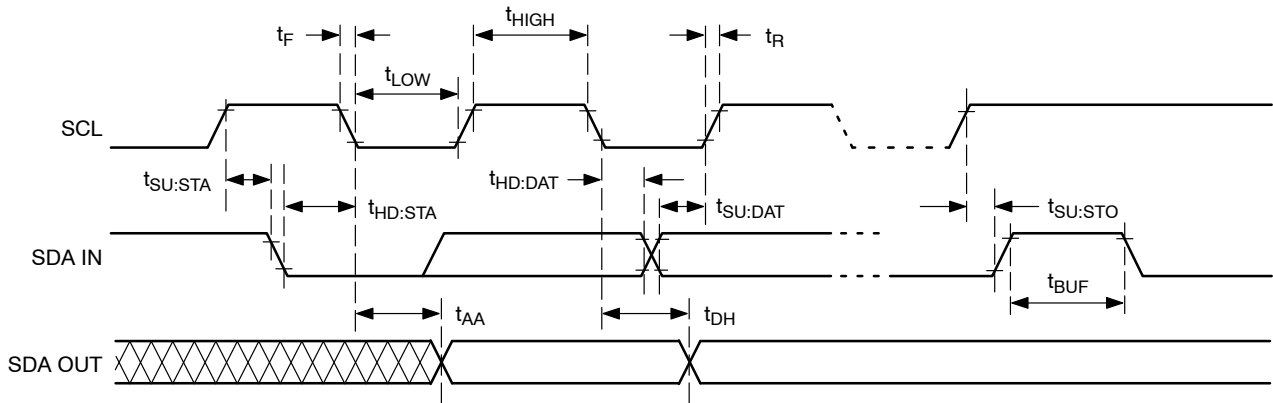 tHIGH
tF
tR
tLOW
SCL
tSU:STA
tHD:STA
tHD:DAT
tSU:DAT
tSU:STO
SDA IN
tBUF
tAA
tDH
SDA OUT